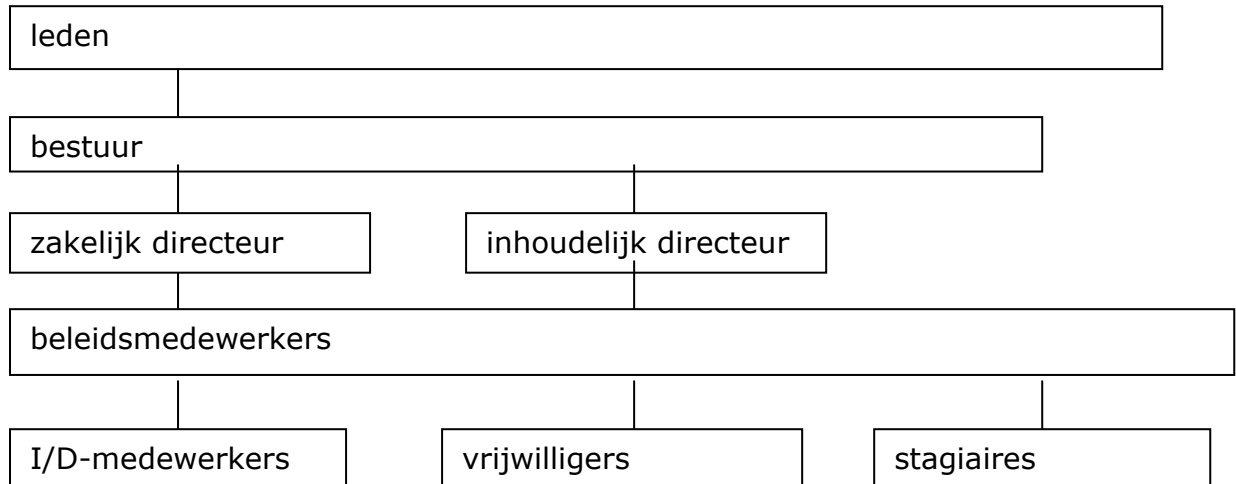 leden
bestuur
zakelijk directeur
inhoudelijk directeur
beleidsmedewerkers
I/D-medewerkers
vrijwilligers
stagiaires